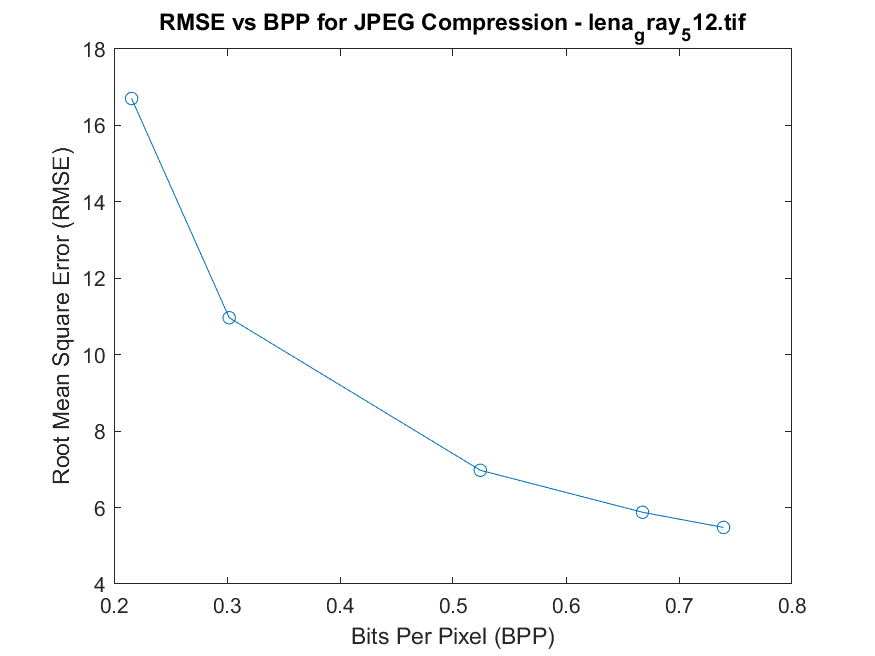 RMSE vs BPP for JPEG Compression - lena_gray_512.tif
18
16
14
12
10
8
6
4
Root Mean Square Error (RMSE)
0.2 0.3 0.4 0.5 0.6 0.7 0.8
Bits Per Pixel (BPP)